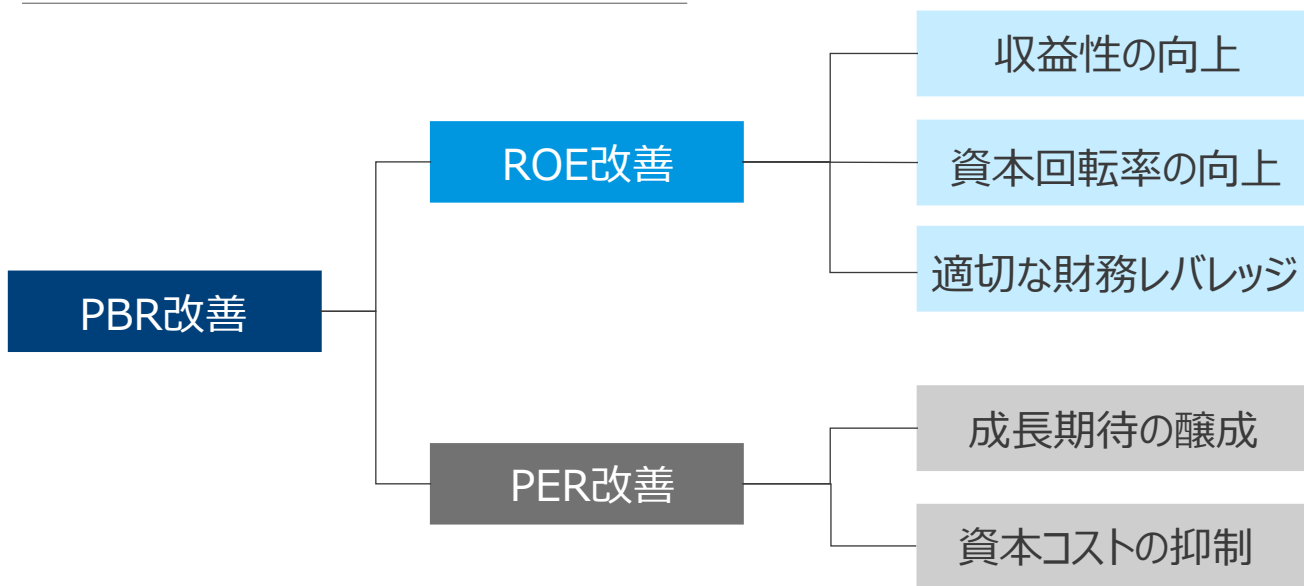 PBR改善
ROE改善
収益性の向上
資本回転率の向上
適切な財務レバレッジ
PER改善
成長期待の醸成
資本コストの抑制